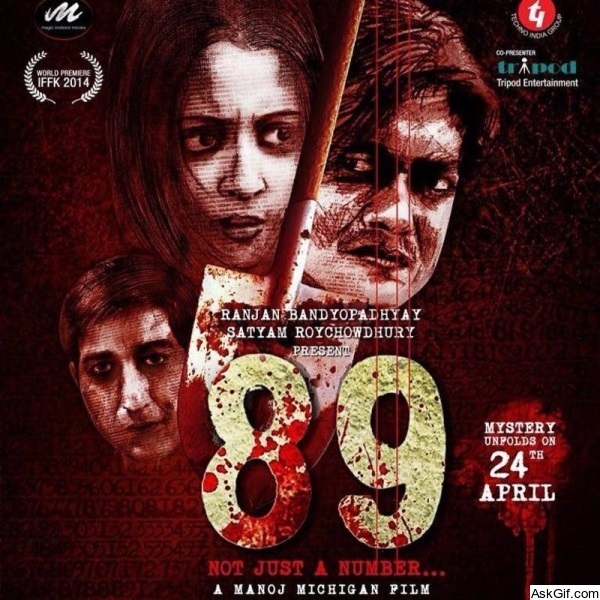 magic motions movies
WORLD PREMIERE
IFFK 2014
TECHNO INDIA GROUP
CO-PRESENTER
tripod
Tripod Entertainment
RANJAN BANDYOPADHYAY
SATYAM ROYCHOWDHURY
PRESENT
89
MYSTERY
UNFOLDS ON
24TH
APRIL
NOT JUST A NUMBER...
A MANOJ MICHIGAN FILM
AskGif.com